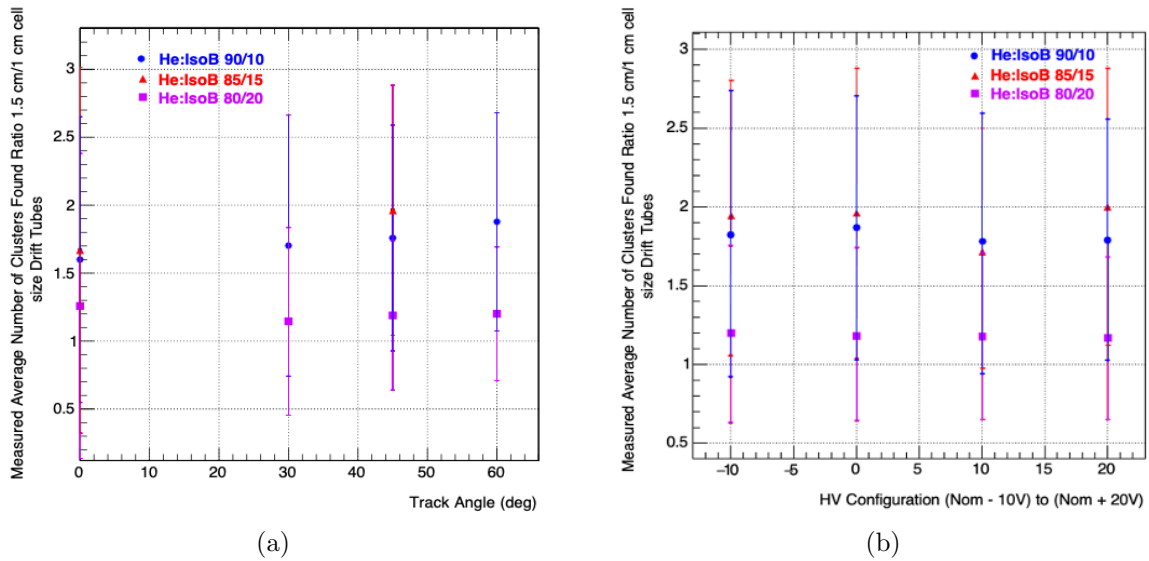 Measured Average Number of Clusters Found Ratio 1.5 cm/1 cm cell
size Drift Tubes
He:IsoB 90/10
He:IsoB 85/15
He:IsoB 80/20
3
2.5
2
1.5
1
0.5
0 10 20 30 40 50 60
Track Angle (deg)
(a)
Measured Average Number of Clusters Found Ratio 1.5 cm/1 cm cell
size Drift Tubes
He:IsoB 90/10
He:IsoB 85/15
He:IsoB 80/20
3
2.5
2
1.5
1
0.5
−10 -5 0 5 10 15 20
HV Configuration (Nom - 10V) to (Nom + 20V)
(b)